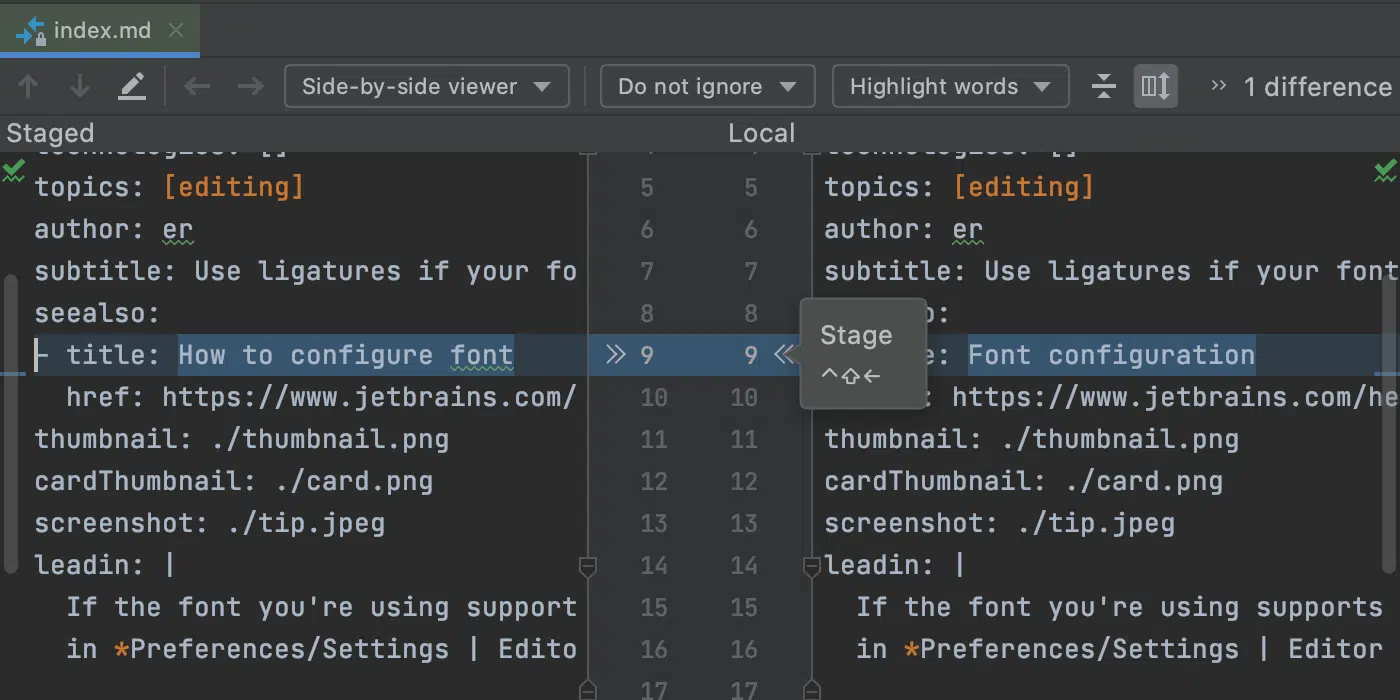 index.md
Side-by-side viewer Do not ignore Highlight words 1 difference
Staged Local
technologies: [] technologies: []
topics: [editing] 5 5 topics: [editing]
author: er 6 6 author: er
subtitle: Use ligatures if your fo 7 7 subtitle: Use ligatures if your font
seealso: 8 8 o:
- title: How to configure font 9 9 e: Font configuration
Stage
^⇧←
href: https://www.jetbrains.com/ 10 10 : https://www.jetbrains.com/he
thumbnail: ./thumbnail.png 11 11 thumbnail: ./thumbnail.png
cardThumbnail: ./card.png 12 12 cardThumbnail: ./card.png
screenshot: ./tip.jpeg 13 13 screenshot: ./tip.jpeg
leadin: | 14 14 leadin: |
If the font you're using support 15 15 If the font you're using supports
in *Preferences/Settings | Edito 16 16 in *Preferences/Settings | Editor
17 17